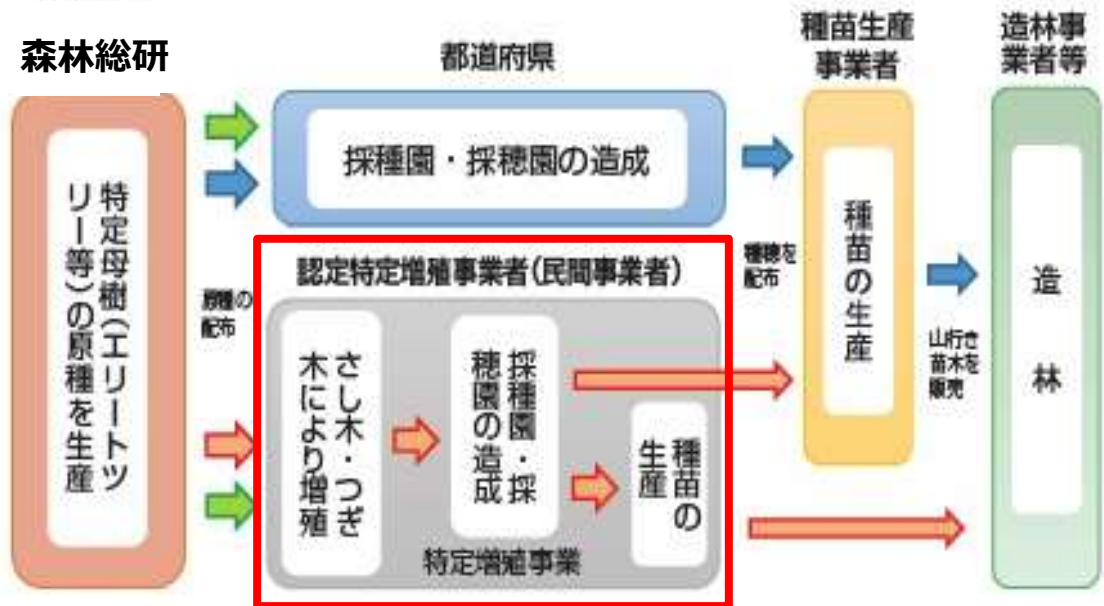 森林総研
特定母樹(エリートツ
リー等)の原種を生産
原種の
配布
都道府県
採種園・採穂園の造成
認定特定増殖事業者(民間事業者)
さし木・つぎ
木により増殖
採種園・採
穂園の造成
種苗の
生産
特定増殖事業
種穂を
配布
種苗生産
事業者
種苗の生産
山行き
苗木を
販売
造林事
業者等
造林